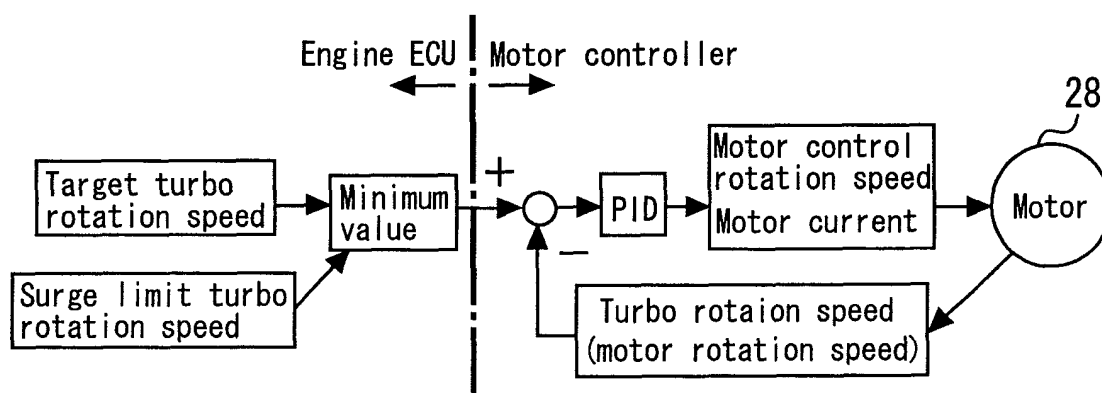 Engine ECU
Motor controller
28
Target turbo
rotation speed
Surge limit turbo
rotation speed
Minimum
value
+
−
PID
Motor control
rotation speed
Motor current
Motor
Turbo rotaion speed
(motor rotation speed)